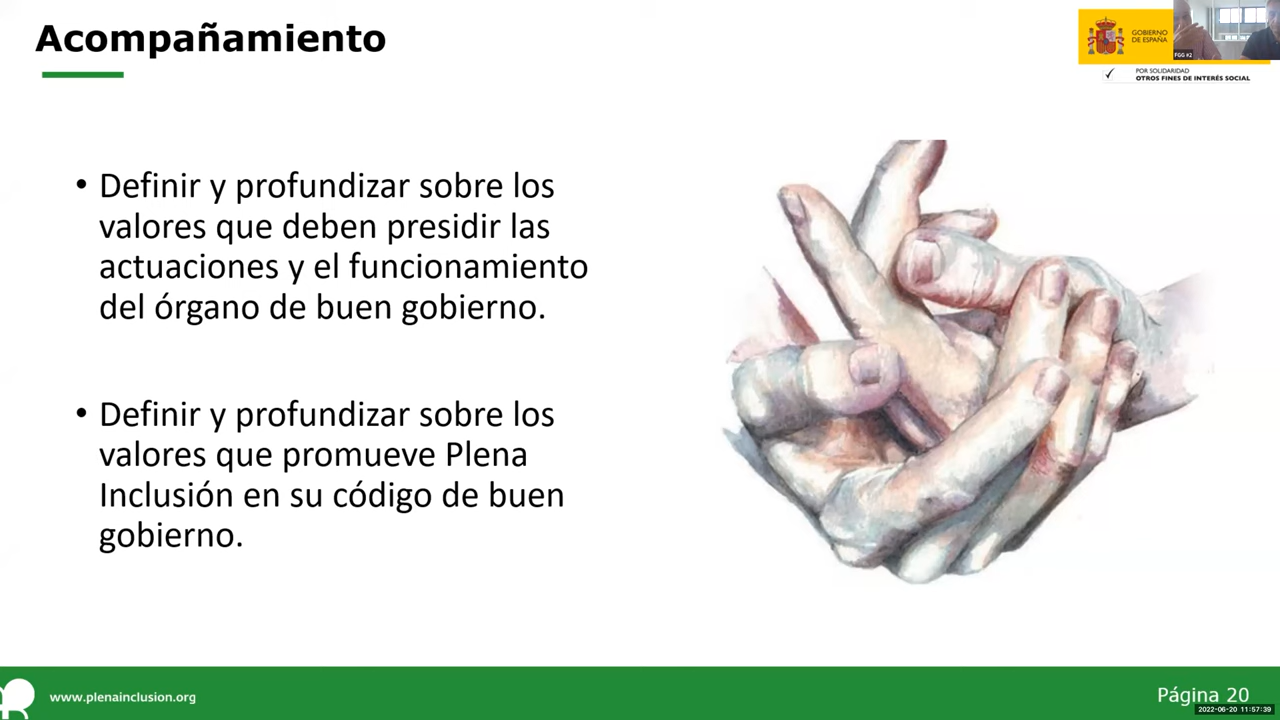 Acompañamiento
GOBIERNO
DE ESPAÑA
FGG #2
POR SOLIDARIDAD
OTROS FINES DE INTERÉS SOCIAL
• Definir y profundizar sobre los
valores que deben presidir las
actuaciones y el funcionamiento
del órgano de buen gobierno.
• Definir y profundizar sobre los
valores que promueve Plena
Inclusión en su código de buen
gobierno.
www.plenainclusion.org
Página 20
2022-06-20 11:57:39